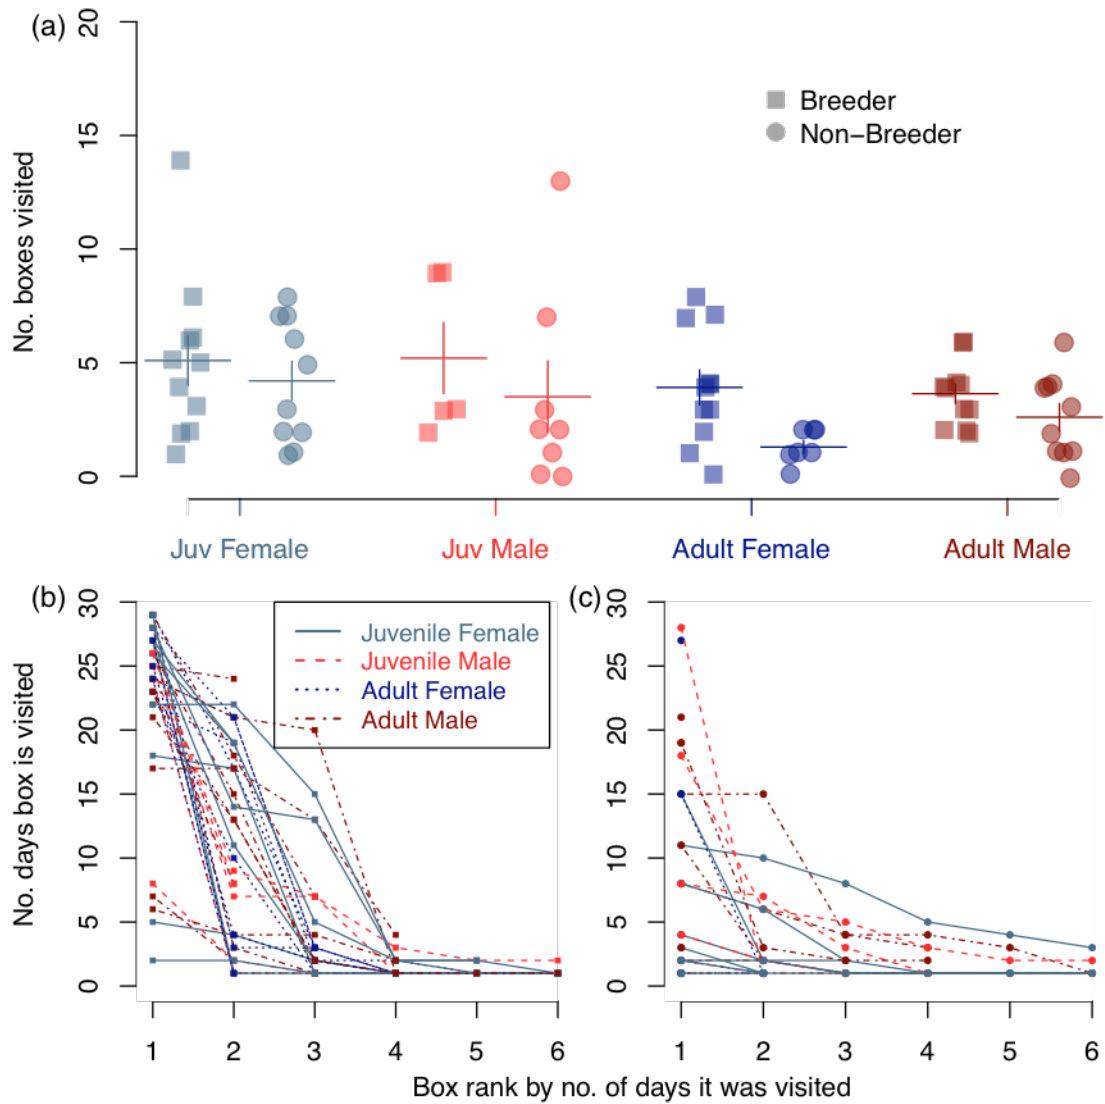 (a)
20
15
10
5
0
No. boxes visited
Breeder
Non−Breeder
Juv Female
Juv Male
Adult Female
Adult Male
(b)
30
25
20
15
10
5
0
No. days box is visited
Juvenile Female
Juvenile Male
Adult Female
Adult Male
1 2 3 4 5 6
(c)
30
25
20
15
10
5
0
1 2 3 4 5 6
Box rank by no. of days it was visited